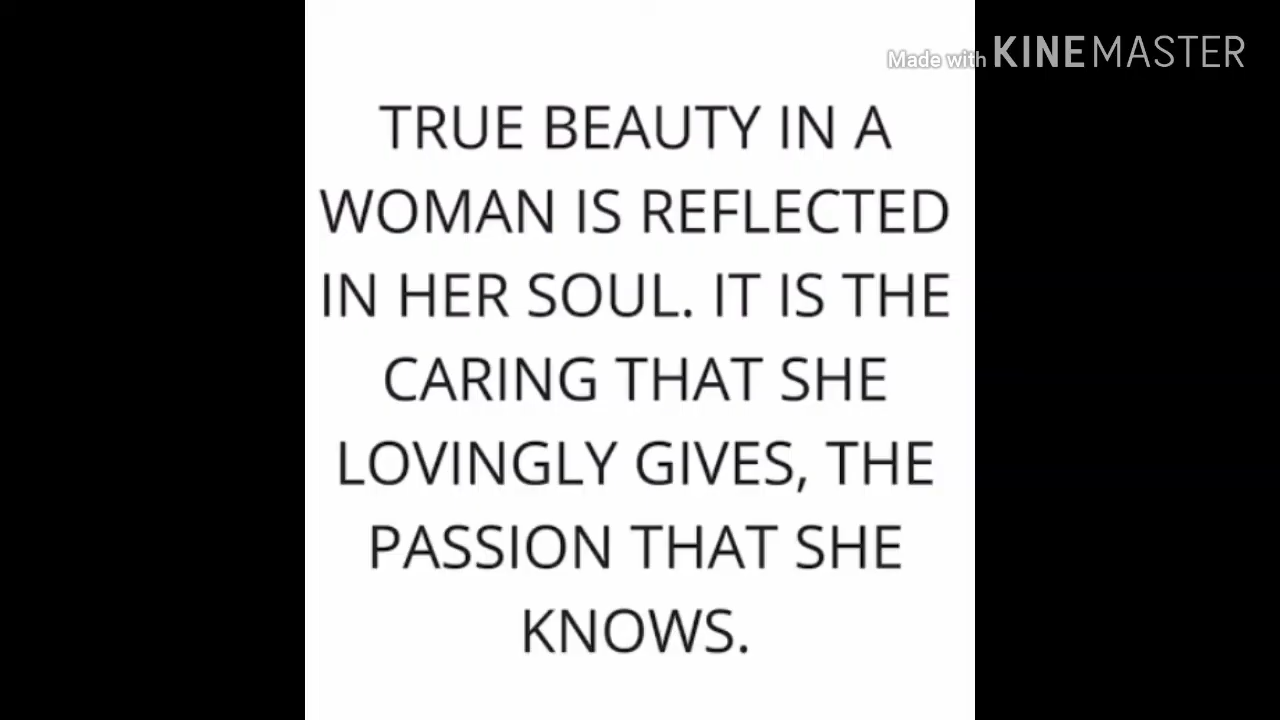 Made with KINEMASTER
TRUE BEAUTY IN A
WOMAN IS REFLECTED
IN HER SOUL. IT IS THE
CARING THAT SHE
LOVINGLY GIVES, THE
PASSION THAT SHE
KNOWS.